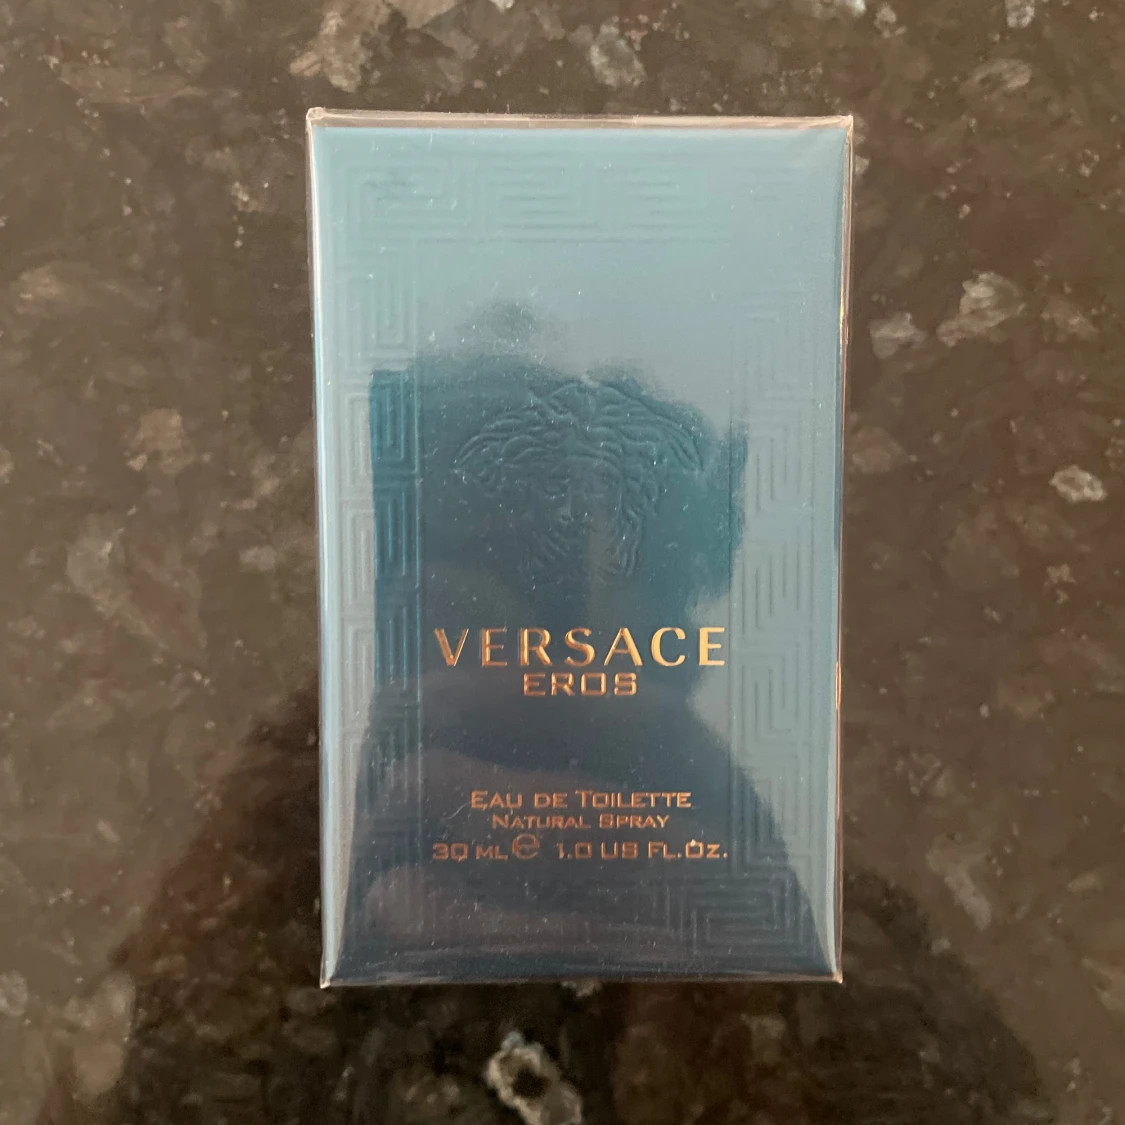 VERSACE
EROS
EAU DE TOILETTE
NATURAL SPRAY
30 ML ℮ 1.0 US FL.OZ.